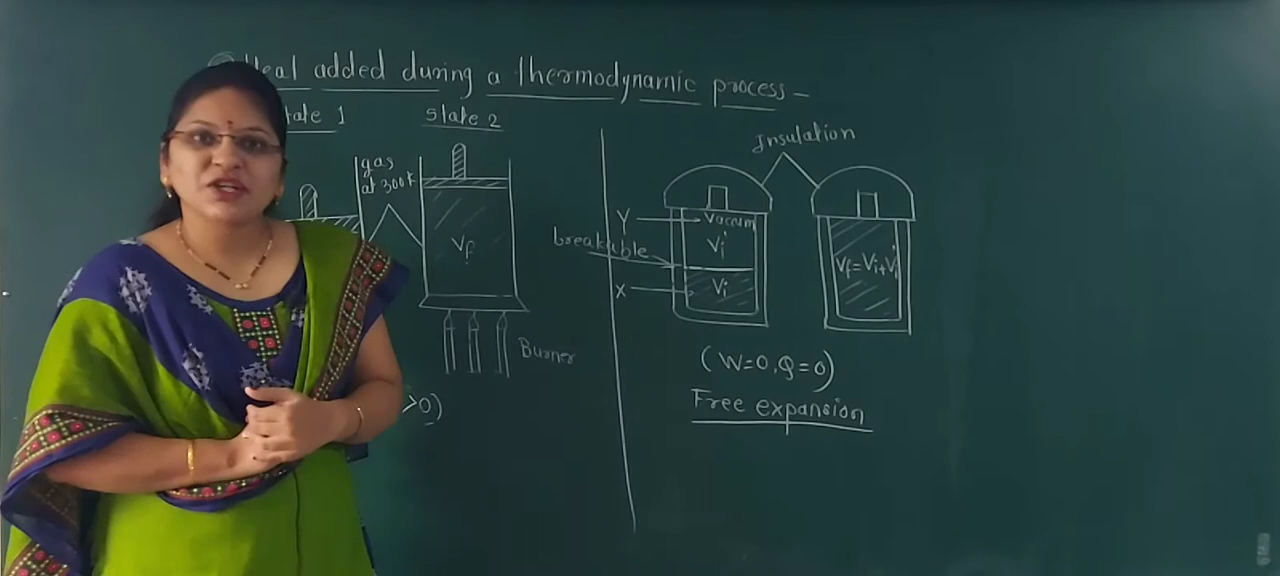 Heat added during a thermodynamic process -
State 1
State 2
gas
at 300K
Vf
Burner
>0)
Insulation
Y
Vacum
Vi'
breakable
X
Vi
Vf=Vi+Vi'
(W=0, Q=0)
Free expansion